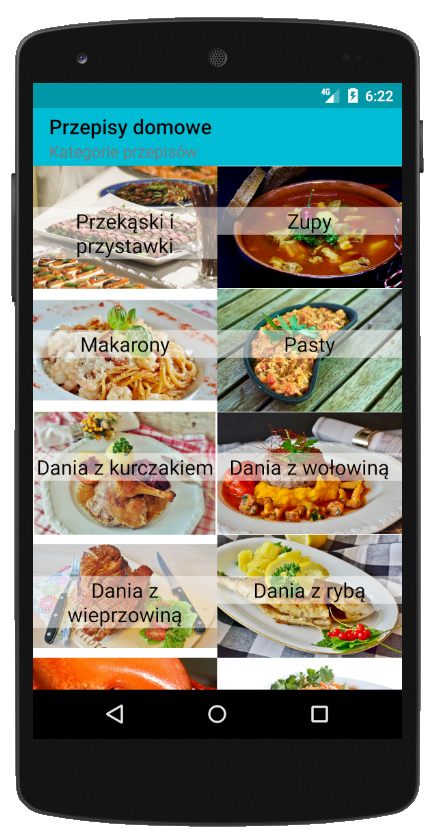 4G 6:22
Przepisy domowe
Kategorie przepisów
Przekąski i
przystawki
Zupy
Makarony
Pasty
Dania z kurczakiem
Dania z wołowiną
Dania z
wieprzowiną
Dania z rybą